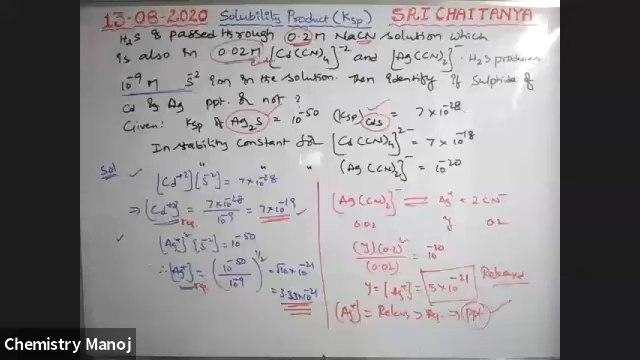 13-08-2020 Solubility Product (Ksp) SRI CHAITANYA
H₂S is passed through 0.2M NaCN solution which
is also in 0.02M [Cd(CN)₄]⁻² and [Ag(CN)₂]⁻. H₂S produces
10⁻⁹ M S⁻² ion in the solution. Then identify if Sulphide of
Cd & Ag ppt. or not ?
Given: Ksp of Ag₂S = 10⁻⁵⁰ (Ksp) CdS = 7×10⁻²⁸.
Instability Constant for [Cd(CN)₄]²⁻ = 7×10⁻¹⁸
" " " [Ag(CN)₂]⁻ = 10⁻²⁰
Sol
[Cd⁺²][S⁻²] = 7×10⁻²⁸
⇒ [Cd⁺²] req. = 7×10⁻²⁸ / 10⁻⁹ = 7×10⁻¹⁹
[Ag⁺]² [S⁻²] = 10⁻⁵⁰
∴ [Ag⁺] req. = (10⁻⁵⁰ / 10⁻⁹)^(1/2) = √10 × 10⁻²¹
= 3.33×10⁻²¹
[Ag(CN)₂]⁻ ⇌ Ag⁺ + 2CN⁻
0.02 y 0.2
(y)(0.2)² / (0.02) = 10⁻²⁰
y = [Ag⁺] = 5×10⁻²¹ Released
[Ag⁺] = Releas. > Req. ⇒ ppt
Chemistry Manoj